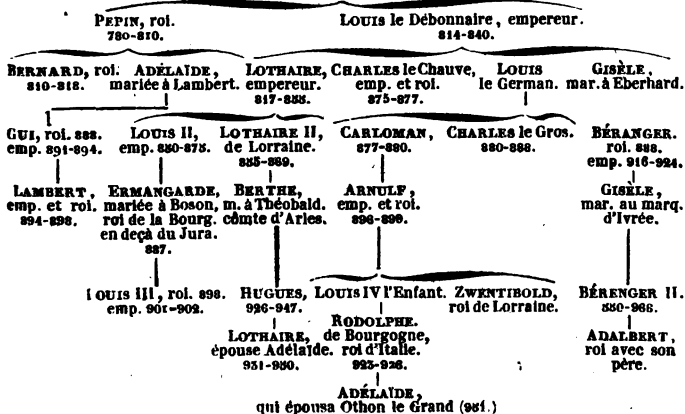 PEPIN, roi. LOUIS le Débonnaire, empereur.
780-810. 814-840.
BERNARD, roi. ADÉLAÏDE, LOTHAIRE, CHARLES le Chauve, LOUIS GISÈLE,
810-818. mariée à Lambert. empereur. emp. et roi. le German. mar. à Eberhard.
817-855. 875-877.
GUI, roi. 888. LOUIS II, LOTHAIRE II, CARLOMAN, CHARLES le Gros. BÉRANGER.
emp. 891-894. emp. 850-875. de Lorraine. 877-880. 880-888. roi. 888.
855-869. emp. 916-924.
LAMBERT, ERMANGARDE, BERTHE, ARNULF, GISÈLE,
emp. et roi. mariée à Boson, m. à Théobald. emp. et roi. mar. au marq.
894-898. roi de la Bourg. comte d'Arles. 896-899. d'Ivrée.
en deçà du Jura.
887.
LOUIS III, roi. 898. HUGUES, LOUIS IV l'Enfant. ZWENTIBOLD, BÉRENGER II.
emp. 901-902. 926-947. roi de Lorraine. 950-966.
RODOLPHE.
LOTHAIRE, de Bourgogne, ADALBERT,
épouse Adélaïde. roi d'Italie. roi avec son
931-950. 923-926. père.
ADÉLAÏDE,
qui épousa Othon le Grand (951.)